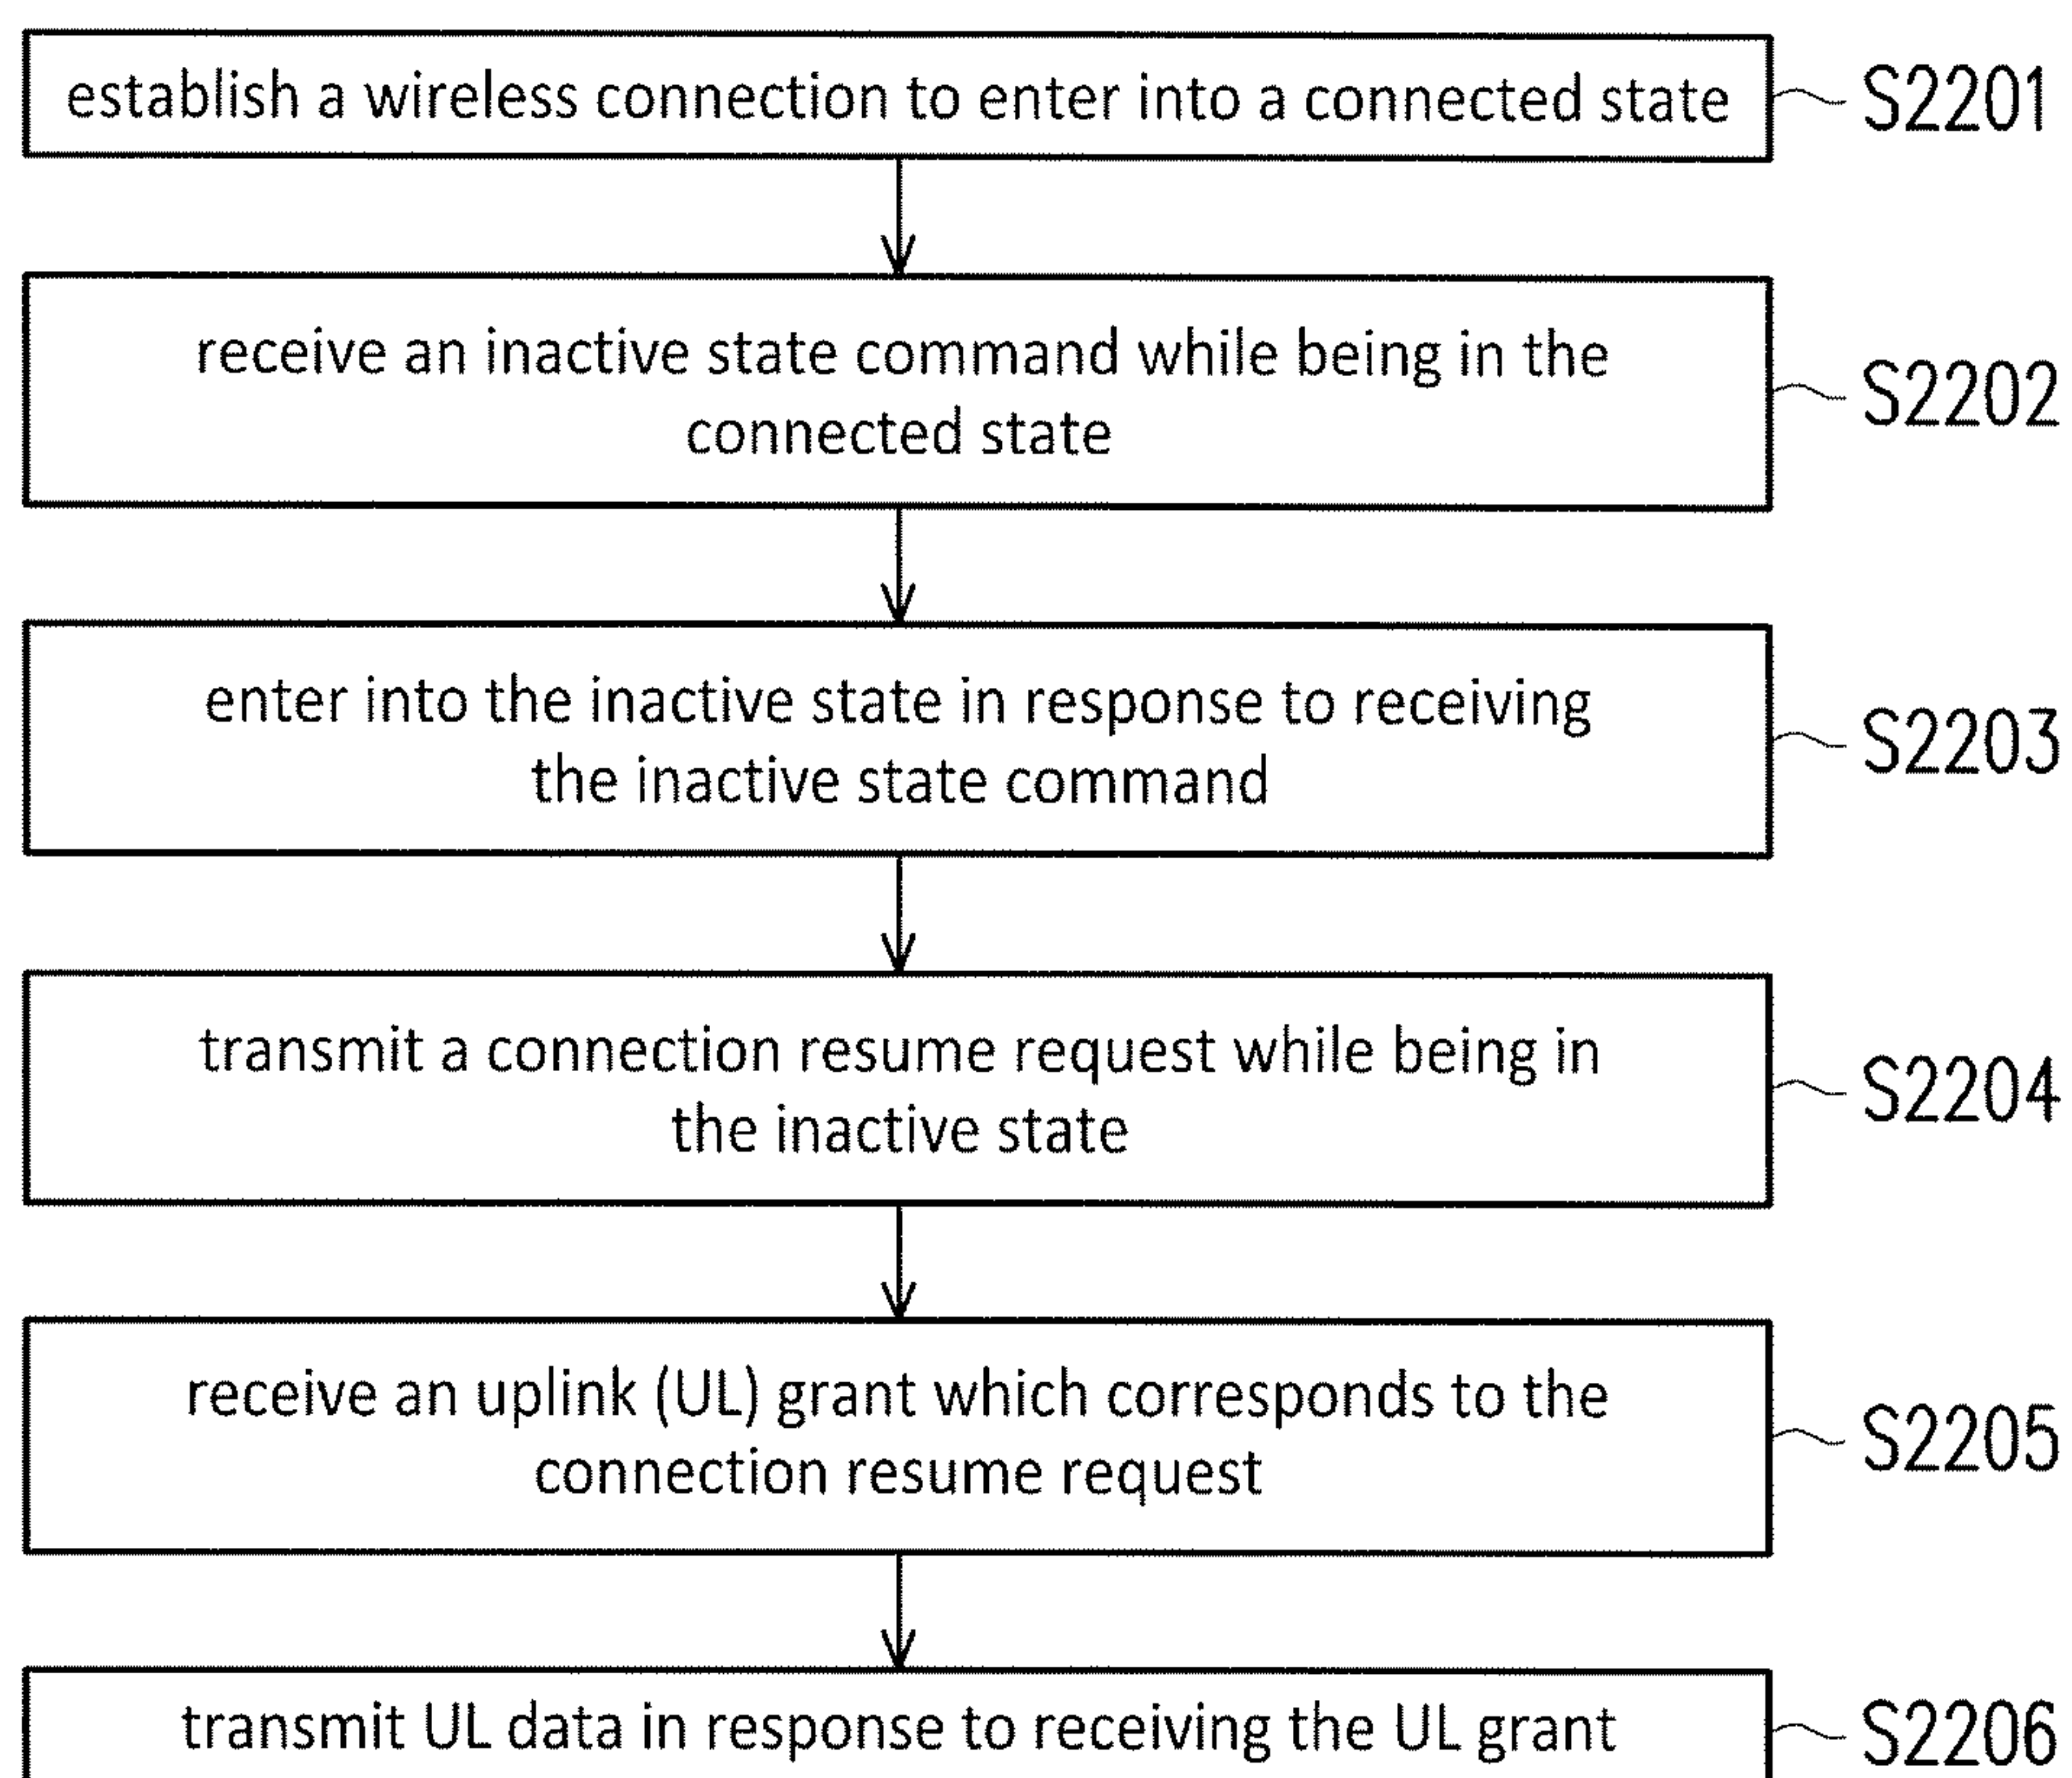 establish a wireless connection to enter into a connected state
S2201
receive an inactive state command while being in the
connected state
S2202
enter into the inactive state in response to receiving
the inactive state command
S2203
transmit a connection resume request while being in
the inactive state
S2204
receive an uplink (UL) grant which corresponds to the
connection resume request
S2205
transmit UL data in response to receiving the UL grant
S2206